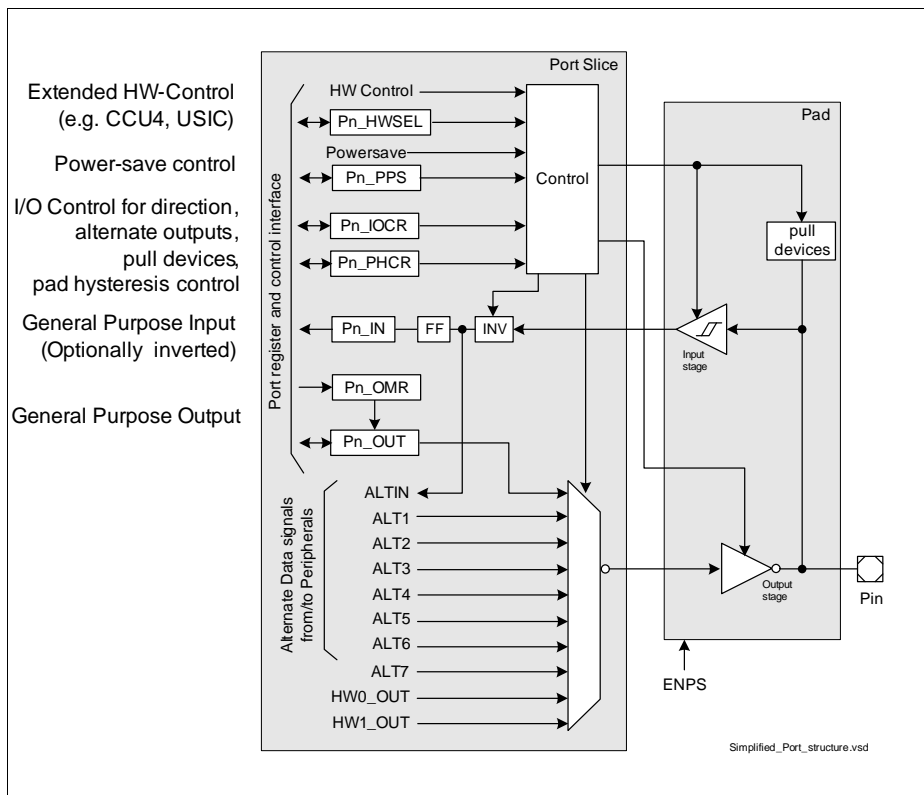 Port Slice
Pad
Extended HW-Control
(e.g. CCU4, USIC)
Power-save control
I/O Control for direction,
alternate outputs,
pull devices,
pad hysteresis control
General Purpose Input
(Optionally inverted)
General Purpose Output
Port register and control interface
HW Control
Pn_HWSEL
Powersave
Pn_PPS
Pn_IOCR
Pn_PHCR
Control
pull
devices
Pn_IN
FF
INV
Input
stage
Pn_OMR
Pn_OUT
Alternate Data signals
from/to Peripherals
ALTIN
ALT1
ALT2
ALT3
ALT4
ALT5
ALT6
ALT7
HW0_OUT
HW1_OUT
Output
stage
Pin
ENPS
Simplified_Port_structure.vsd